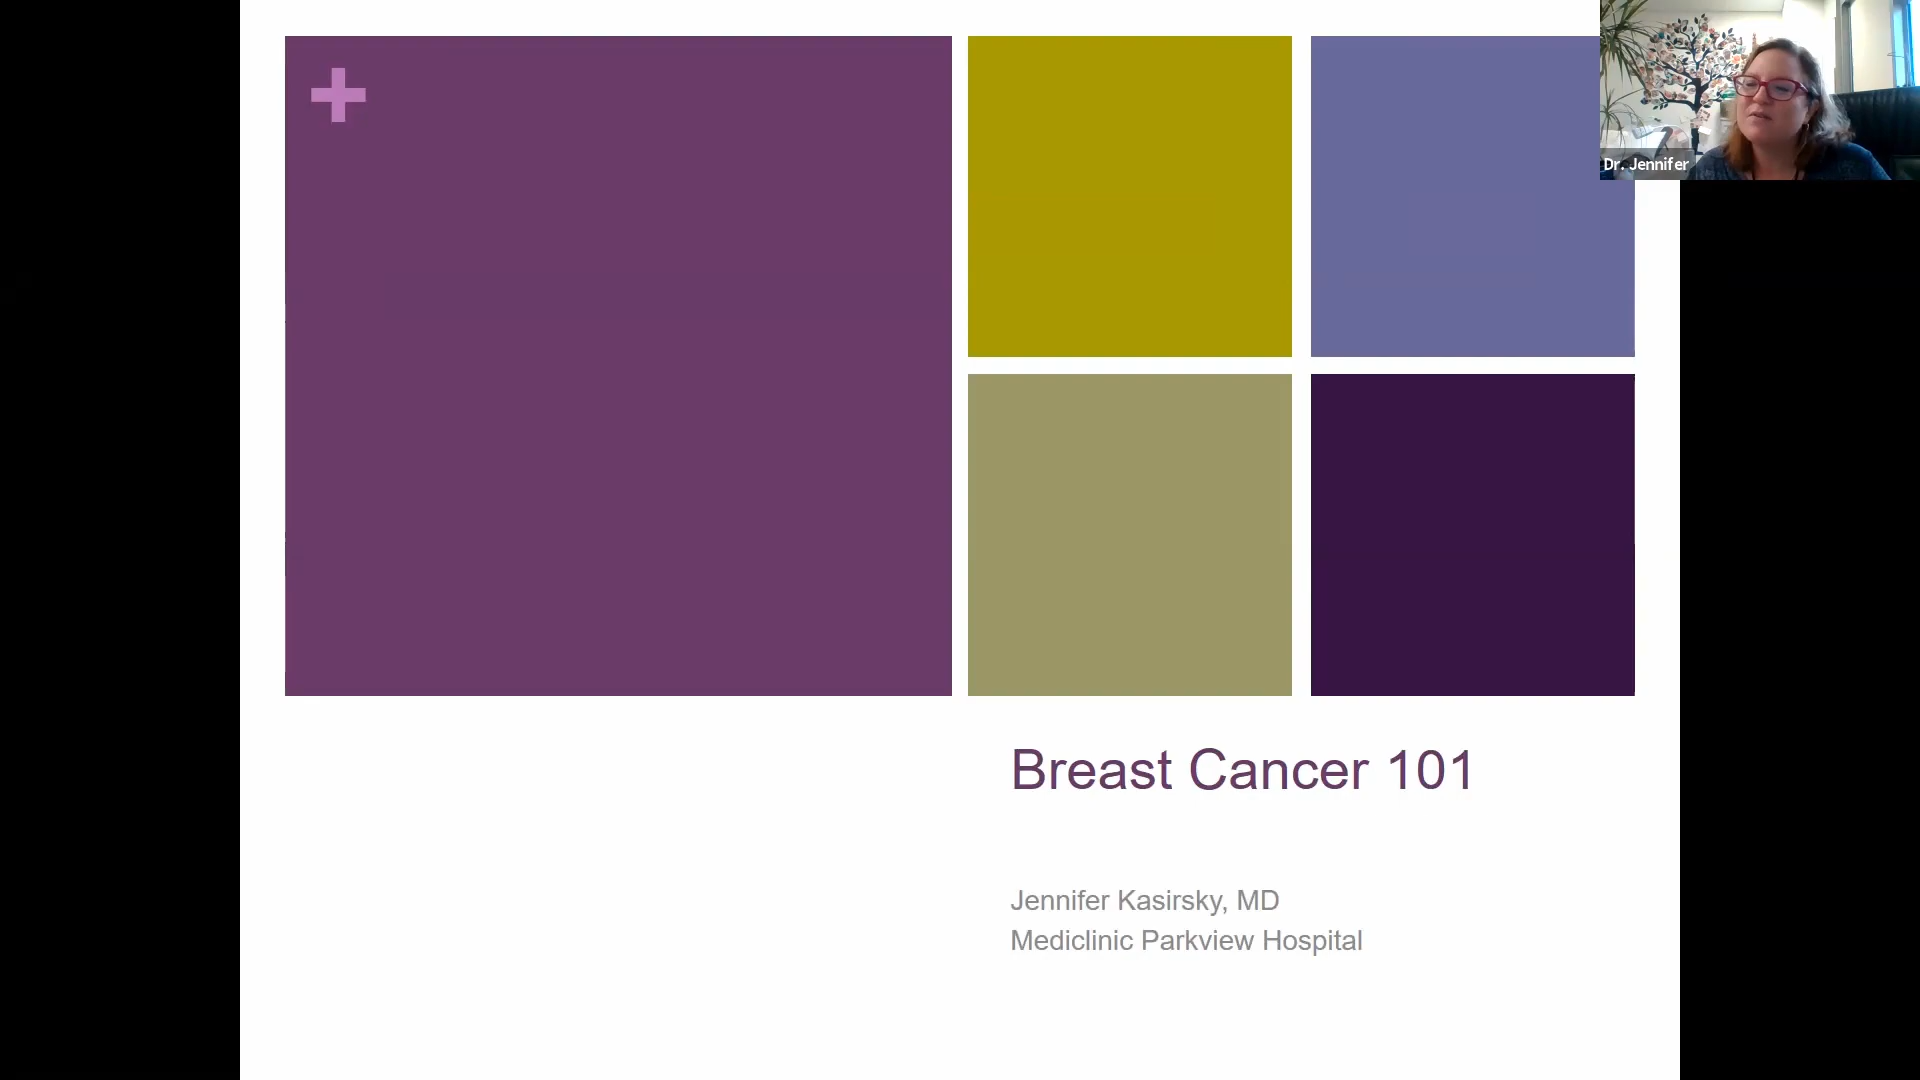 Dr. Jennifer
Breast Cancer 101
Jennifer Kasirsky, MD
Mediclinic Parkview Hospital